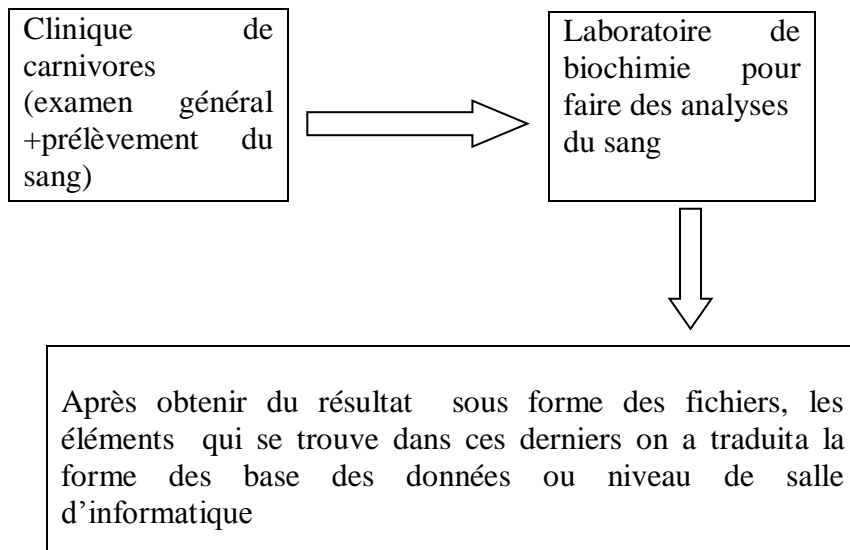 Clinique de
carnivores
(examen général
+prélèvement du
sang)
Laboratoire de
biochimie pour
faire des analyses
du sang
Après obtenir du résultat sous forme des fichiers, les
éléments qui se trouve dans ces derniers on a traduita la
forme des base des données ou niveau de salle
d’informatique